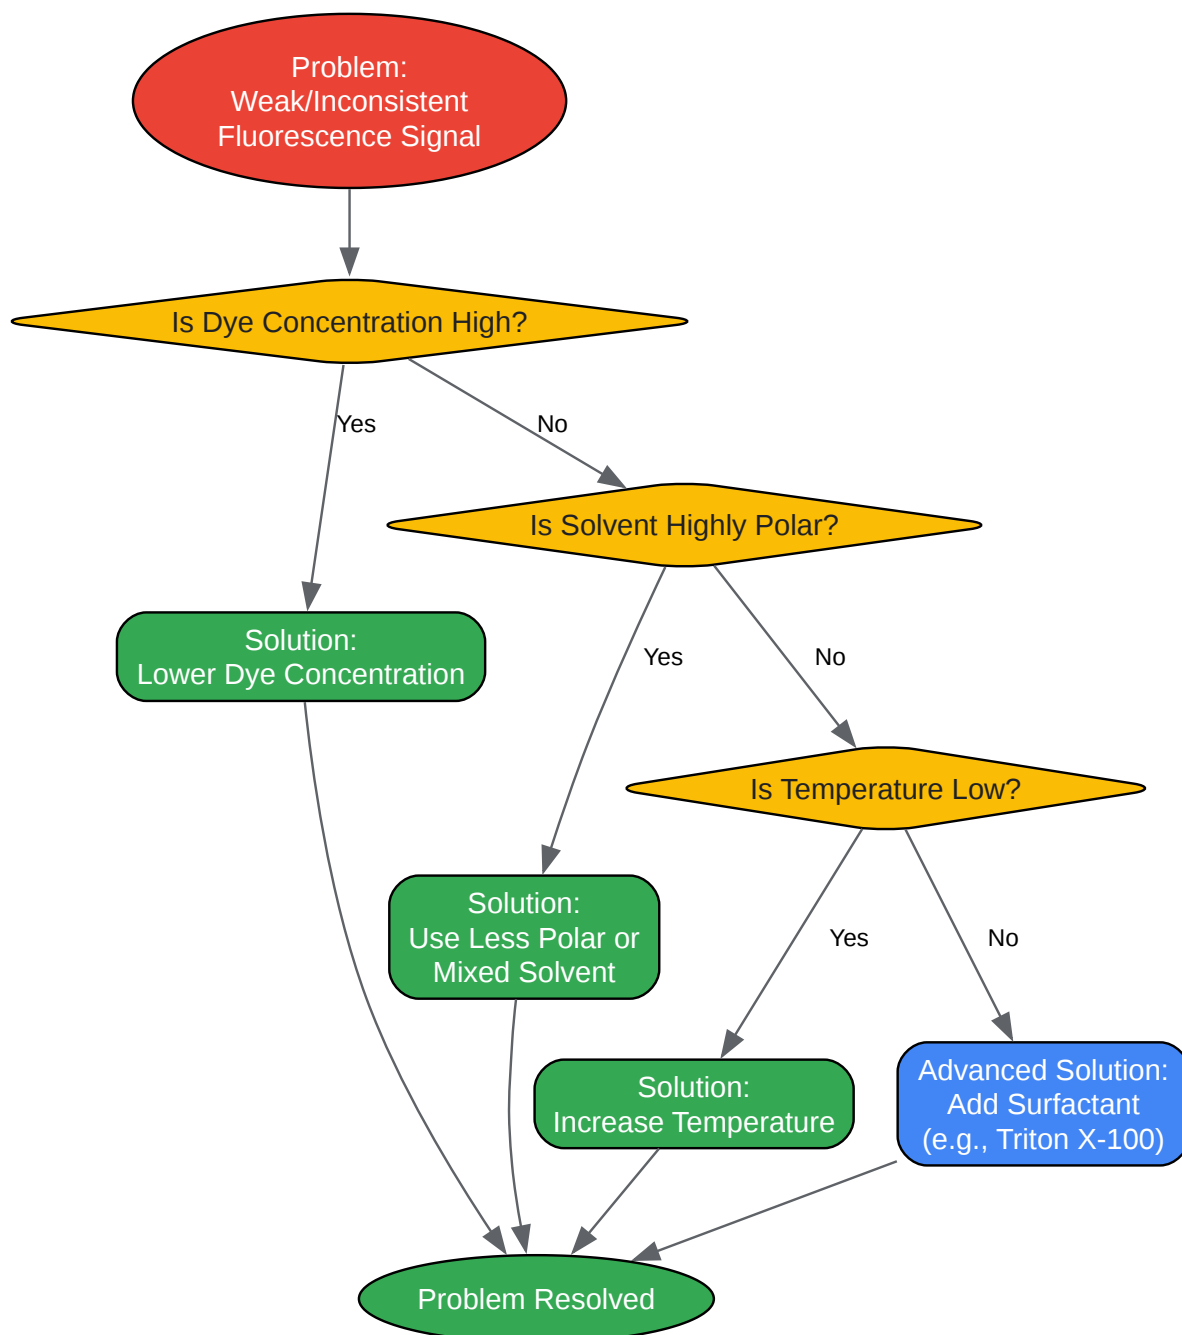 Problem:
Weak/Inconsistent
Fluorescence Signal
Is Dye Concentration High?
Yes
No
Is Solvent Highly Polar?
Solution:
Lower Dye Concentration
Yes
No
Is Temperature Low?
Solution:
Use Less Polar or
Mixed Solvent
Yes
No
Solution:
Increase Temperature
Advanced Solution:
Add Surfactant
(e.g., Triton X-100)
Problem Resolved